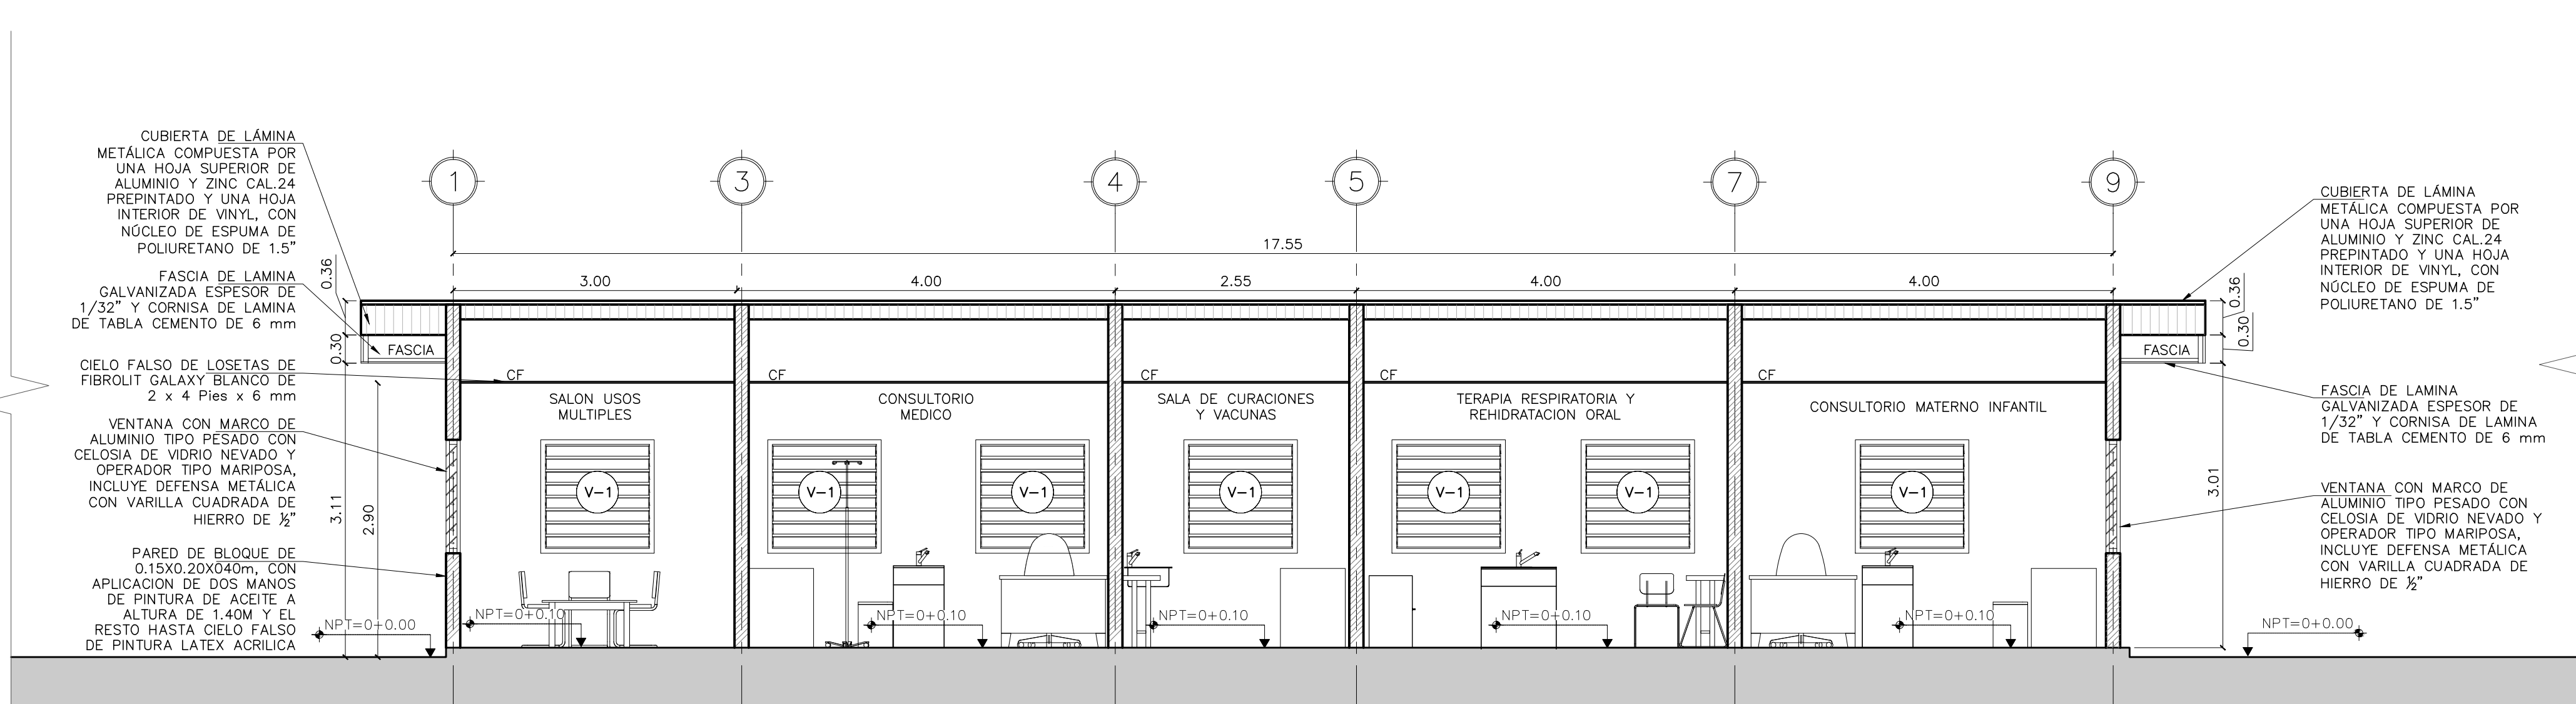 CUBIERTA DE LÁMINA
METÁLICA COMPUESTA POR
UNA HOJA SUPERIOR DE
ALUMINIO Y ZINC CAL.24
PREPINTADO Y UNA HOJA
INTERIOR DE VINYL, CON
NÚCLEO DE ESPUMA DE
POLIURETANO DE 1.5”
FASCIA DE LAMINA
GALVANIZADA ESPESOR DE
1/32” Y CORNISA DE LAMINA
DE TABLA CEMENTO DE 6 mm
CIELO FALSO DE LOSETAS DE
FIBROLIT GALAXY BLANCO DE
2 x 4 Pies x 6 mm
VENTANA CON MARCO DE
ALUMINIO TIPO PESADO CON
CELOSIA DE VIDRIO NEVADO Y
OPERADOR TIPO MARIPOSA,
INCLUYE DEFENSA METÁLICA
CON VARILLA CUADRADA DE
HIERRO DE ½”
PARED DE BLOQUE DE
0.15X0.20X040m, CON
APLICACION DE DOS MANOS
DE PINTURA DE ACEITE A
ALTURA DE 1.40M Y EL
RESTO HASTA CIELO FALSO
DE PINTURA LATEX ACRILICA
0.36
0.30
3.11
2.90
FASCIA
NPT=0+0.00
1 3 4 5 7 9
17.55
3.00 4.00 2.55 4.00 4.00
CF CF CF CF CF
SALON USOS
MULTIPLES
CONSULTORIO
MEDICO
SALA DE CURACIONES
Y VACUNAS
TERAPIA RESPIRATORIA Y
REHIDRATACION ORAL
CONSULTORIO MATERNO INFANTIL
V-1 V-1 V-1 V-1 V-1 V-1 V-1
NPT=0+0.10 NPT=0+0.10 NPT=0+0.10 NPT=0+0.10 NPT=0+0.10
FASCIA
0.36
0.30
3.01
NPT=0+0.00
CUBIERTA DE LÁMINA
METÁLICA COMPUESTA POR
UNA HOJA SUPERIOR DE
ALUMINIO Y ZINC CAL.24
PREPINTADO Y UNA HOJA
INTERIOR DE VINYL, CON
NÚCLEO DE ESPUMA DE
POLIURETANO DE 1.5”
FASCIA DE LAMINA
GALVANIZADA ESPESOR DE
1/32” Y CORNISA DE LAMINA
DE TABLA CEMENTO DE 6 mm
VENTANA CON MARCO DE
ALUMINIO TIPO PESADO CON
CELOSIA DE VIDRIO NEVADO Y
OPERADOR TIPO MARIPOSA,
INCLUYE DEFENSA METÁLICA
CON VARILLA CUADRADA DE
HIERRO DE ½”